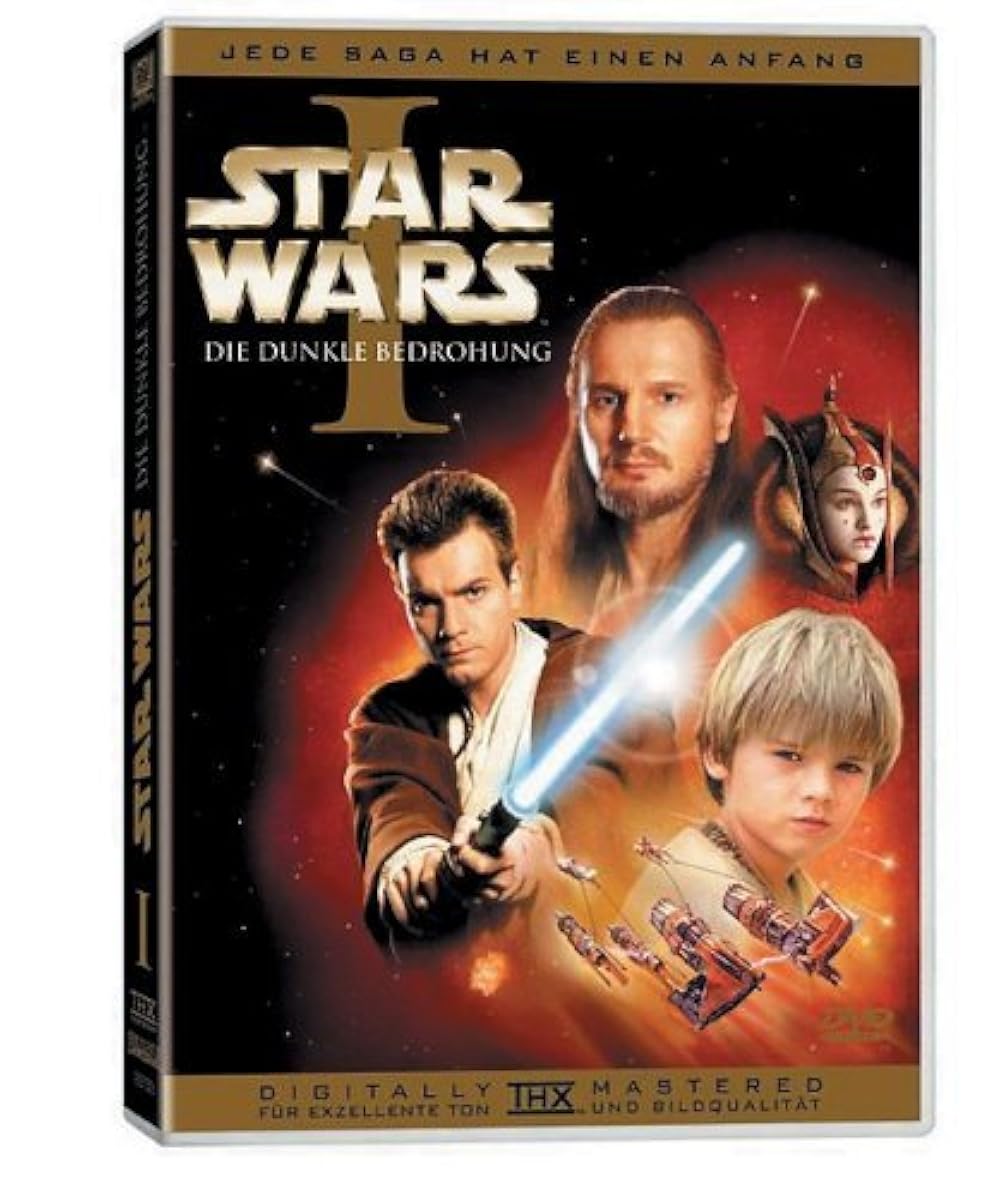 JEDE SAGA HAT EINEN ANFANG
I
STAR
WARS
DIE DUNKLE BEDROHUNG
DVD
DIGITALLY THX MASTERED
FÜR EXZELLENTE TON UND BILDQUALITÄT
STAR WARS DIE DUNKLE BEDROHUNG
I
THX